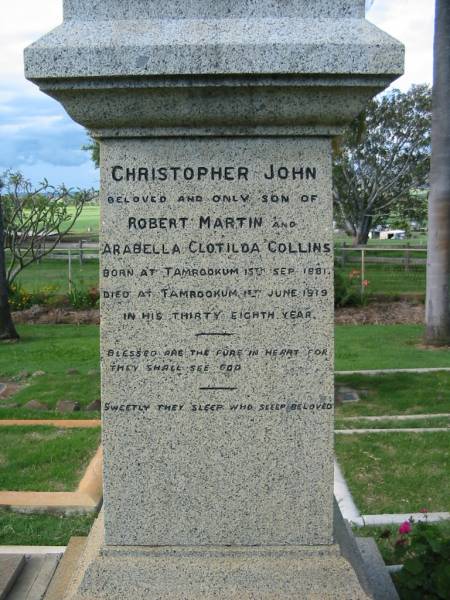 CHRISTOPHER JOHN
BELOVED AND ONLY SON OF
ROBERT MARTIN AND
ARABELLA CLOTILDA COLLINS
BORN AT TAMROOKUM 15TH SEP. 1881.
DIED AT TAMROOKUM, 1ST JUNE 1919
IN HIS THIRTY EIGHTH YEAR.
BLESSED ARE THE PURE IN HEART FOR
THEY SHALL SEE GOD
SWEETLY THEY SLEEP WHO SLEEP BELOVED